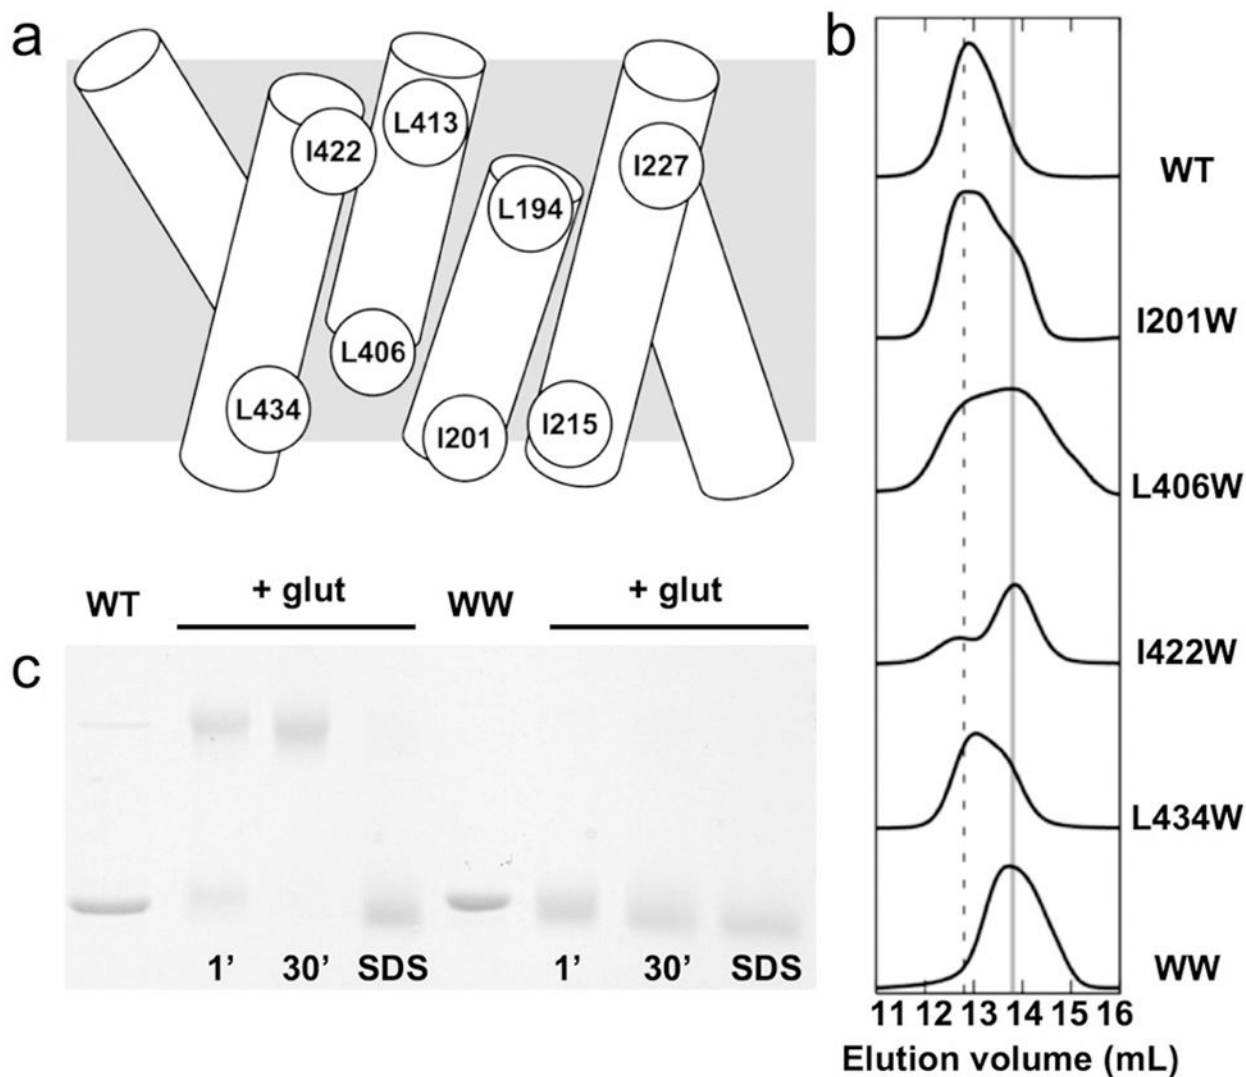 a
I422
L413
L194
I227
L406
L434
I201
I215
b
WT
I201W
L406W
I422W
L434W
WW
11 12 13 14 15 16
Elution volume (mL)
c
WT + glut WW + glut
1’ 30’ SDS 1’ 30’ SDS